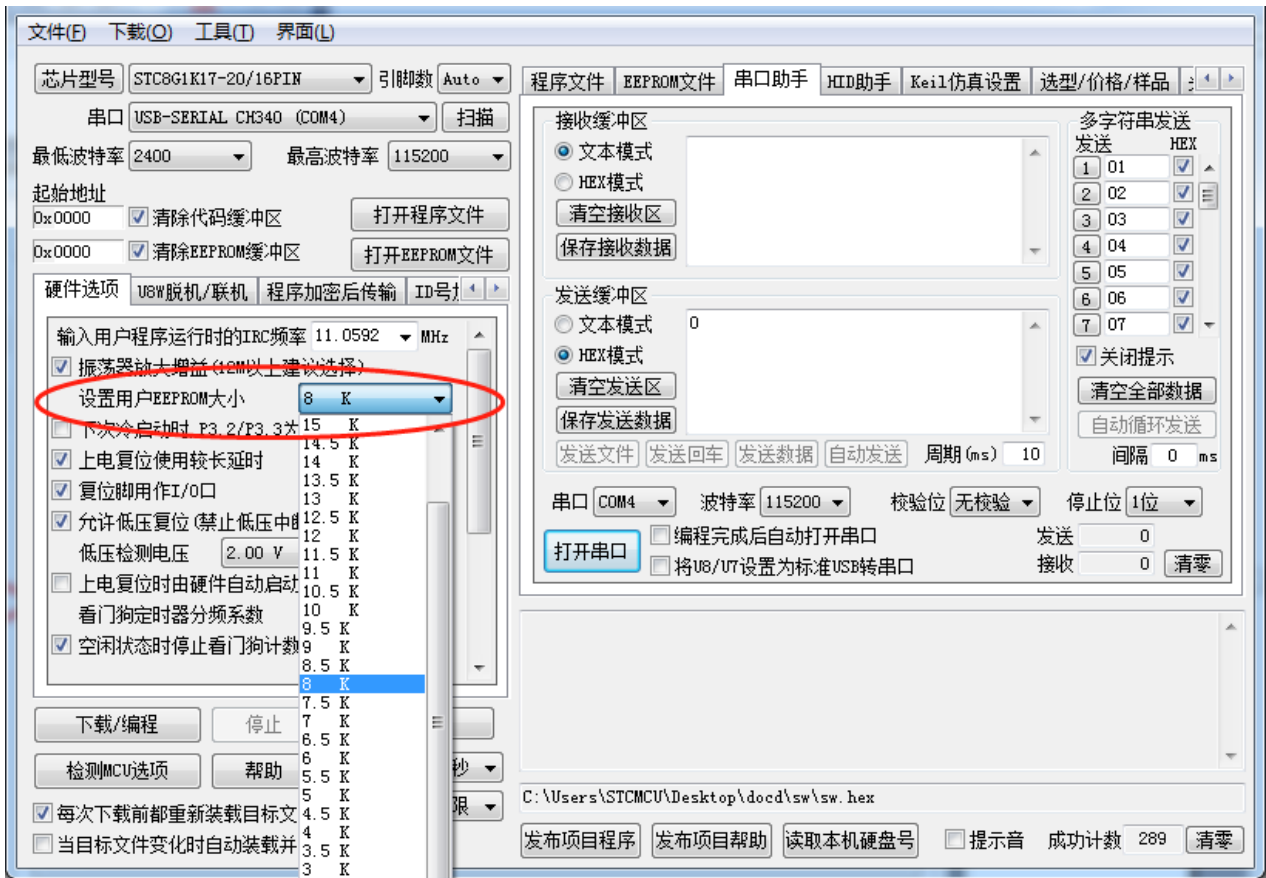 文件(F) 下载(O) 工具(T) 界面(L)
芯片型号 STC8G1K17-20/16PIN 引脚数 Auto
串口 USB-SERIAL CH340 (COM4) 扫描
最低波特率 2400 最高波特率 115200
起始地址
0x0000 清除代码缓冲区 打开程序文件
0x0000 清除EEPROM缓冲区 打开EEPROM文件
硬件选项 U8W脱机/联机 程序加密后传输 ID号
输入用户程序运行时的IRC频率 11.0592 MHz
振荡器放大增益(12M以上建议选择)
设置用户EEPROM大小 8 K
下次冷启动时,P3.2/P3.3为
上电复位使用较长延时
复位脚用作I/O口
允许低压复位(禁止低压中
低压检测电压 2.00 V
上电复位时由硬件自动启动
看门狗定时器分频系数
空闲状态时停止看门狗计数
15 K
14.5 K
14 K
13.5 K
13 K
12.5 K
12 K
11.5 K
11 K
10.5 K
10 K
9.5 K
9 K
8.5 K
8 K
7.5 K
7 K
6.5 K
6 K
5.5 K
5 K
4.5 K
4 K
3.5 K
3 K
下载/编程 停止
检测MCU选项 帮助 秒
每次下载前都重新装载目标文 限
当目标文件变化时自动装载并
程序文件 EEPROM文件 串口助手 HID助手 Keil仿真设置 选型/价格/样品
接收缓冲区
文本模式
HEX模式
清空接收区
保存接收数据
发送缓冲区
文本模式 0
HEX模式
清空发送区
保存发送数据
发送文件 发送回车 发送数据 自动发送 周期(ms) 10
多字符串发送
发送 HEX
1 01
2 02
3 03
4 04
5 05
6 06
7 07
关闭提示
清空全部数据
自动循环发送
间隔 0 ms
串口 COM4 波特率 115200 校验位 无校验 停止位 1位
打开串口 编程完成后自动打开串口 发送 0
将U8/U7设置为标准USB转串口 接收 0 清零
C:\Users\STCMCU\Desktop\docd\sw\sw.hex
发布项目程序 发布项目帮助 读取本机硬盘号 提示音 成功计数 289 清零